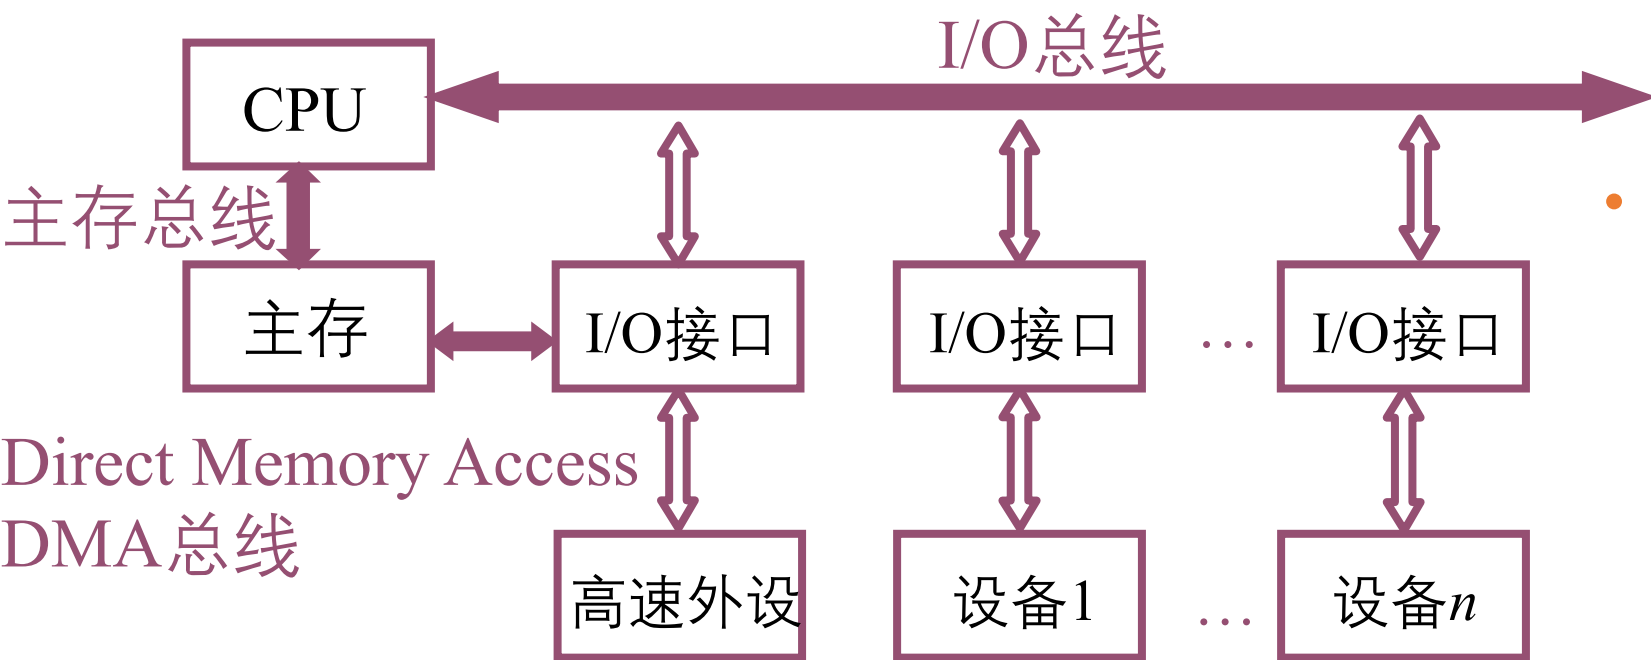 I/O总线
CPU
主存总线
主存
I/O接口
I/O接口
…
I/O接口
Direct Memory Access
DMA总线
高速外设
设备1
…
设备n